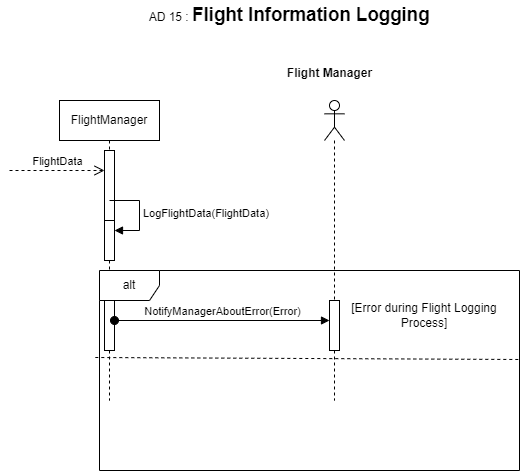 AD 15 : Flight Information Logging
Flight Manager
FlightManager
FlightData
LogFlightData(FlightData)
alt
NotifyManagerAboutError(Error)
[Error during Flight Logging
Process]